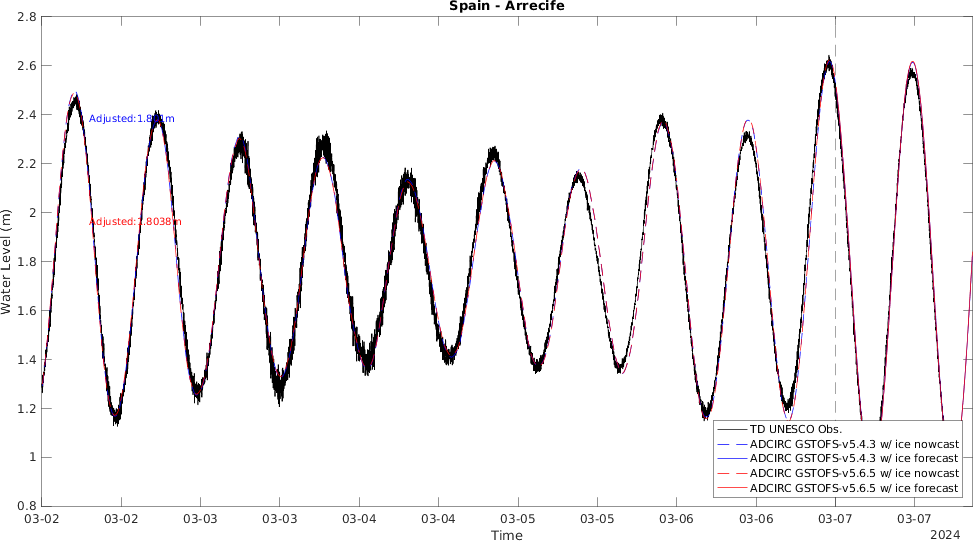 Spain - Arrecife
2.8
2.6
2.4
2.2
2
1.8
1.6
1.4
1.2
1
0.8
Water Level (m)
Adjusted:1.8038m
TD UNESCO Obs.
ADCIRC GSTOFS-v5.4.3 w/ ice nowcast
ADCIRC GSTOFS-v5.4.3 w/ ice forecast
ADCIRC GSTOFS-v5.6.5 w/ ice nowcast
ADCIRC GSTOFS-v5.6.5 w/ ice forecast
03-02 03-02 03-03 03-03 03-04 03-04 03-05 03-05 03-06 03-06 03-07 03-07
Time
2024